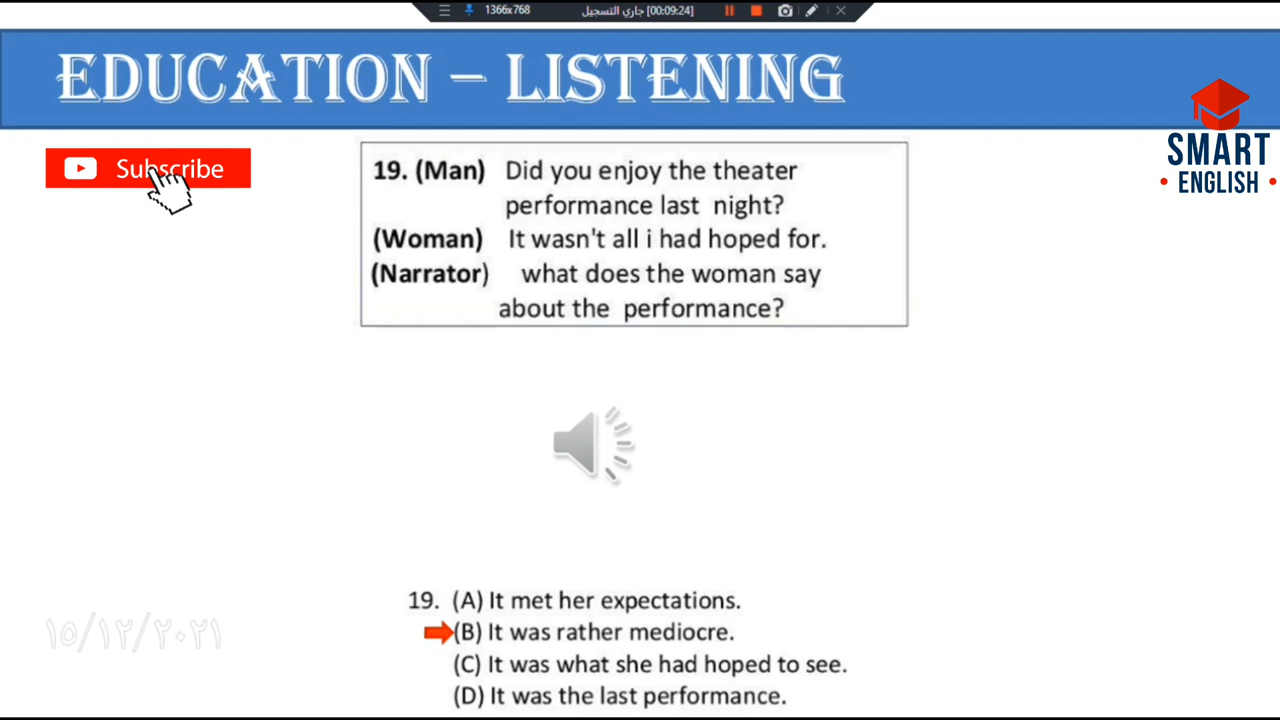 1366x768 جاري التسجيل [00:09:24]
EDUCATION – LISTENING
Subscribe
SMART
• ENGLISH •
19. (Man) Did you enjoy the theater
performance last night?
(Woman) It wasn't all i had hoped for.
(Narrator) what does the woman say
about the performance?
19. (A) It met her expectations.
(B) It was rather mediocre.
(C) It was what she had hoped to see.
(D) It was the last performance.
١٥/١٢/٢٠٢١